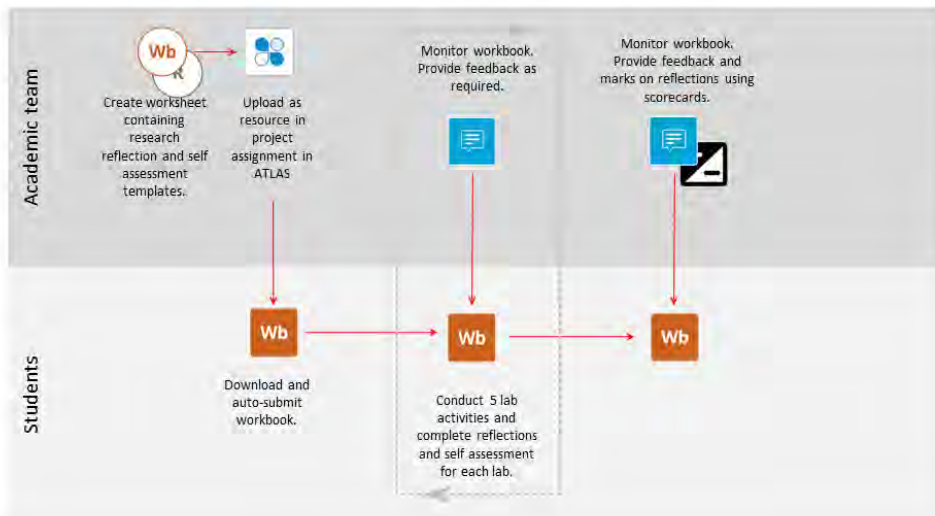 Academic team
Wb
Create worksheet
containing
research
reflection and self
assessment
templates.
Upload as
resource in
project
assignment in
ATLAS
Monitor workbook.
Provide feedback as
required.
Monitor workbook.
Provide feedback and
marks on reflections using
scorecards.
Students
Wb
Download and
auto-submit
workbook.
Wb
Conduct 5 lab
activities and
complete reflections
and self assessment
for each lab.
Wb